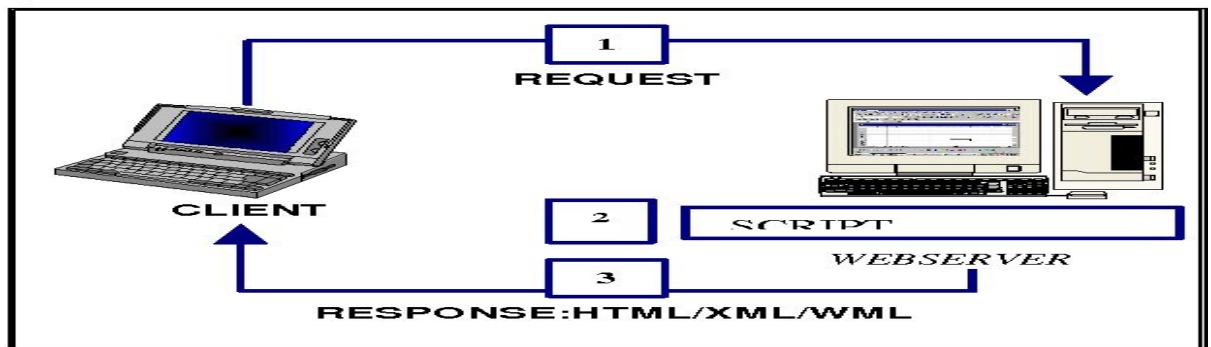 1
REQUEST
CLIENT
2
SCRIPT
WEBSERVER
3
RESPONSE:HTML/XML/WML